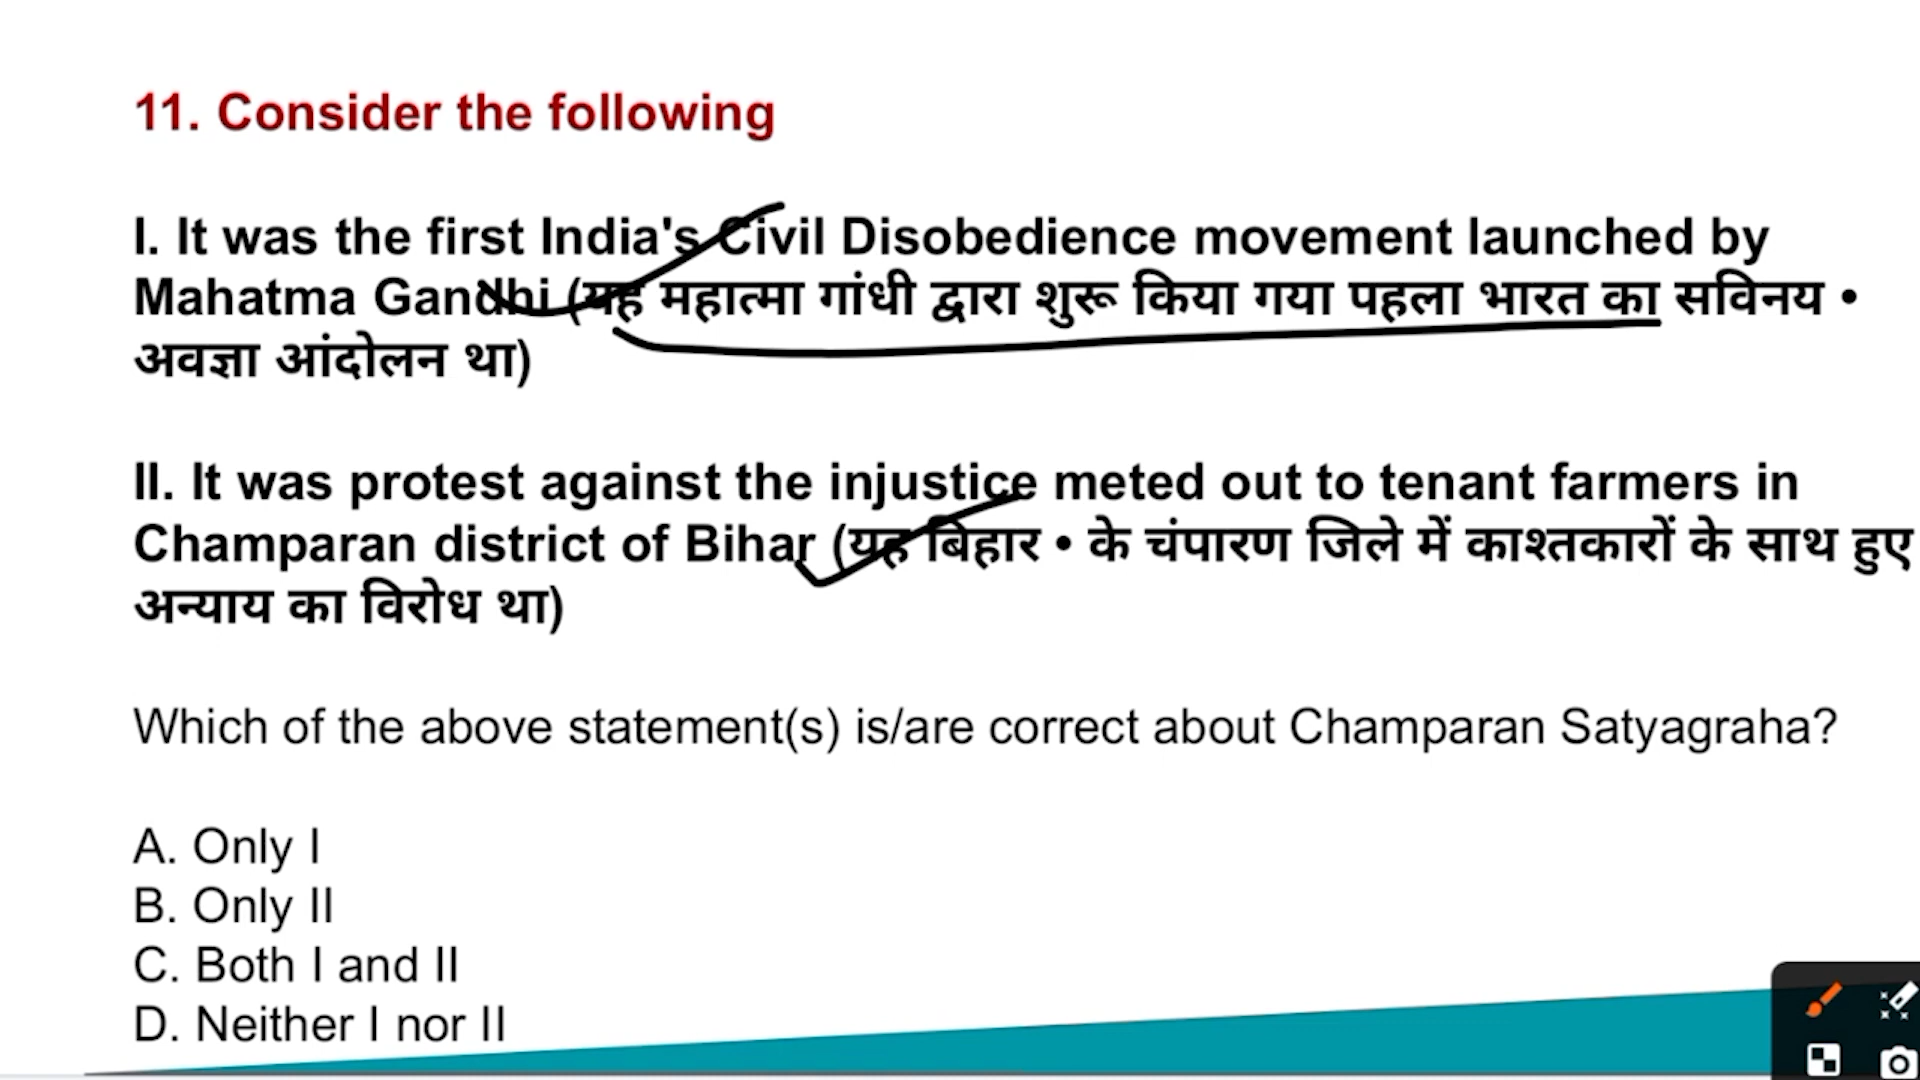 11. Consider the following
I. It was the first India's Civil Disobedience movement launched by
Mahatma Gandhi (यह महात्मा गांधी द्वारा शुरू किया गया पहला भारत का सविनय •
अवज्ञा आंदोलन था)
II. It was protest against the injustice meted out to tenant farmers in
Champaran district of Bihar (यह बिहार • के चंपारण जिले में काश्तकारों के साथ हुए
अन्याय का विरोध था)
Which of the above statement(s) is/are correct about Champaran Satyagraha?
A. Only I
B. Only II
C. Both I and II
D. Neither I nor II